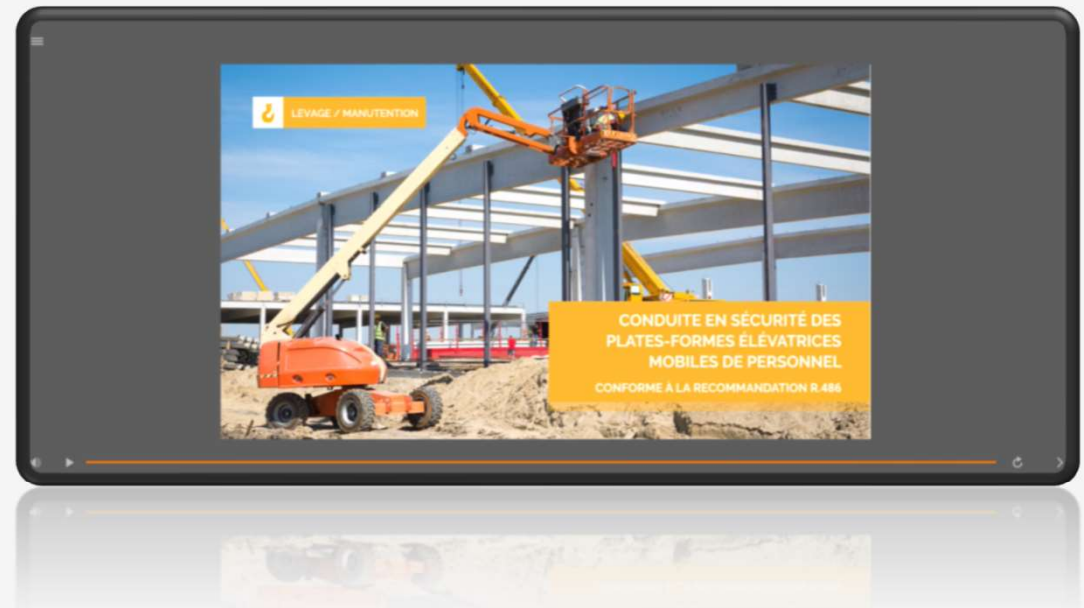 LEVAGE / MANUTENTION
CONDUITE EN SÉCURITÉ DES
PLATES-FORMES ÉLÉVATRICES
MOBILES DE PERSONNEL
CONFORME À LA RECOMMANDATION R.486